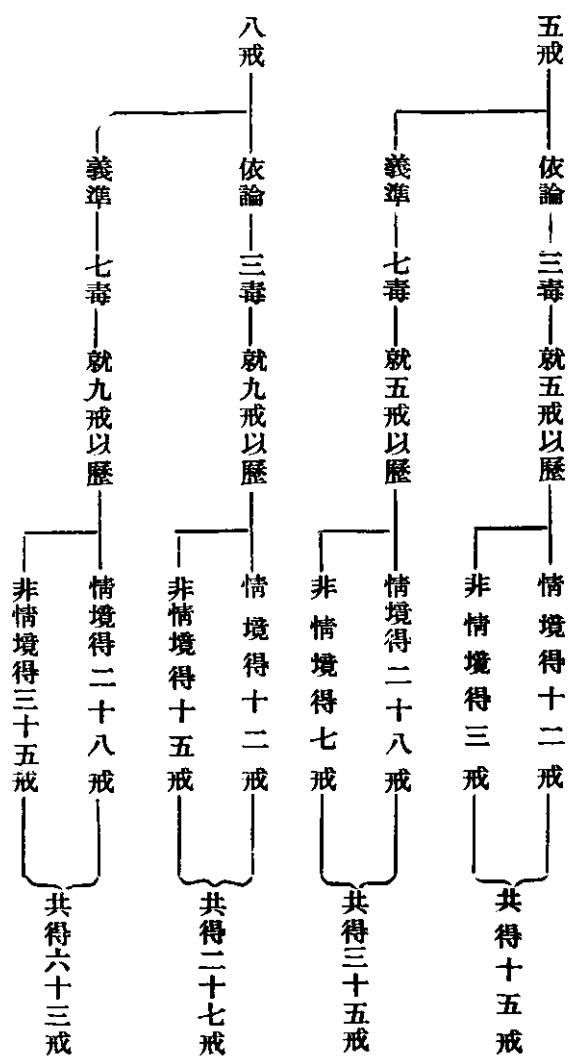 五戒
依論
三毒
就五戒以歷
情境得十二戒
非情境得三戒
共得十五戒
義準
七毒
就五戒以歷
情境得二十八戒
非情境得七戒
共得三十五戒
八戒
依論
三毒
就九戒以歷
情境得十二戒
非情境得十五戒
共得二十七戒
義準
七毒
就九戒以歷
情境得二十八戒
非情境得三十五戒
共得六十三戒